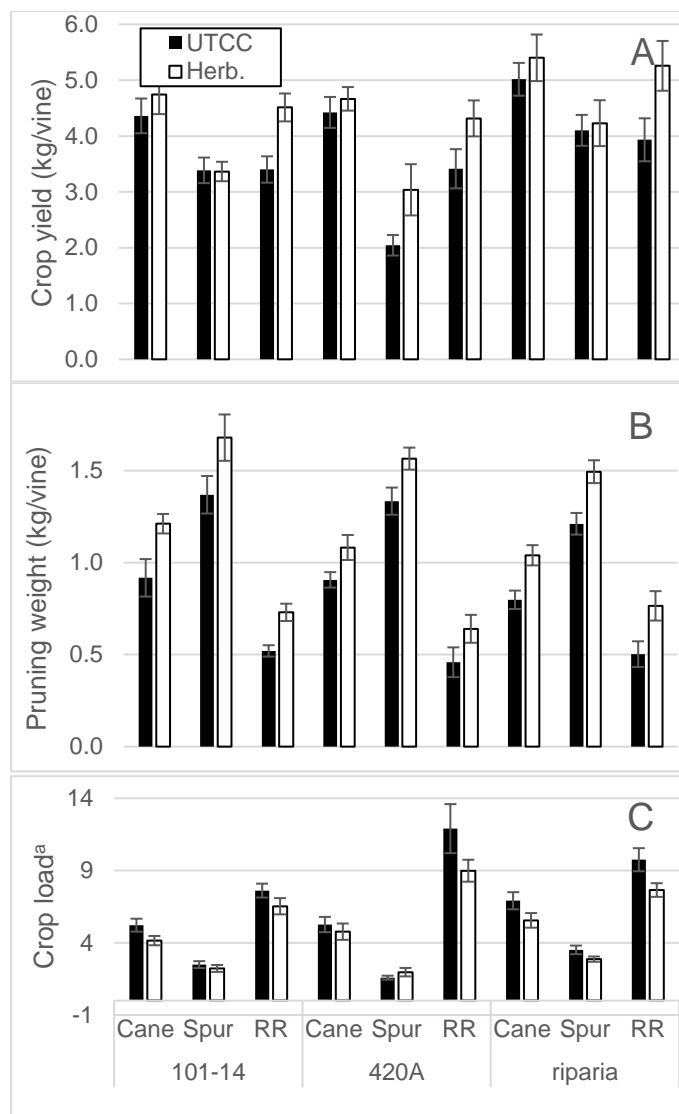 6.0
5.0
4.0
3.0
2.0
1.0
0.0
Crop yield (kg/vine)
UTCC
Herb.
A
1.5
1.0
0.5
0.0
Pruning weight (kg/vine)
B
14
9
4
-1
Crop loadᵃ
C
Cane Spur RR Cane Spur RR Cane Spur RR
101-14 420A riparia